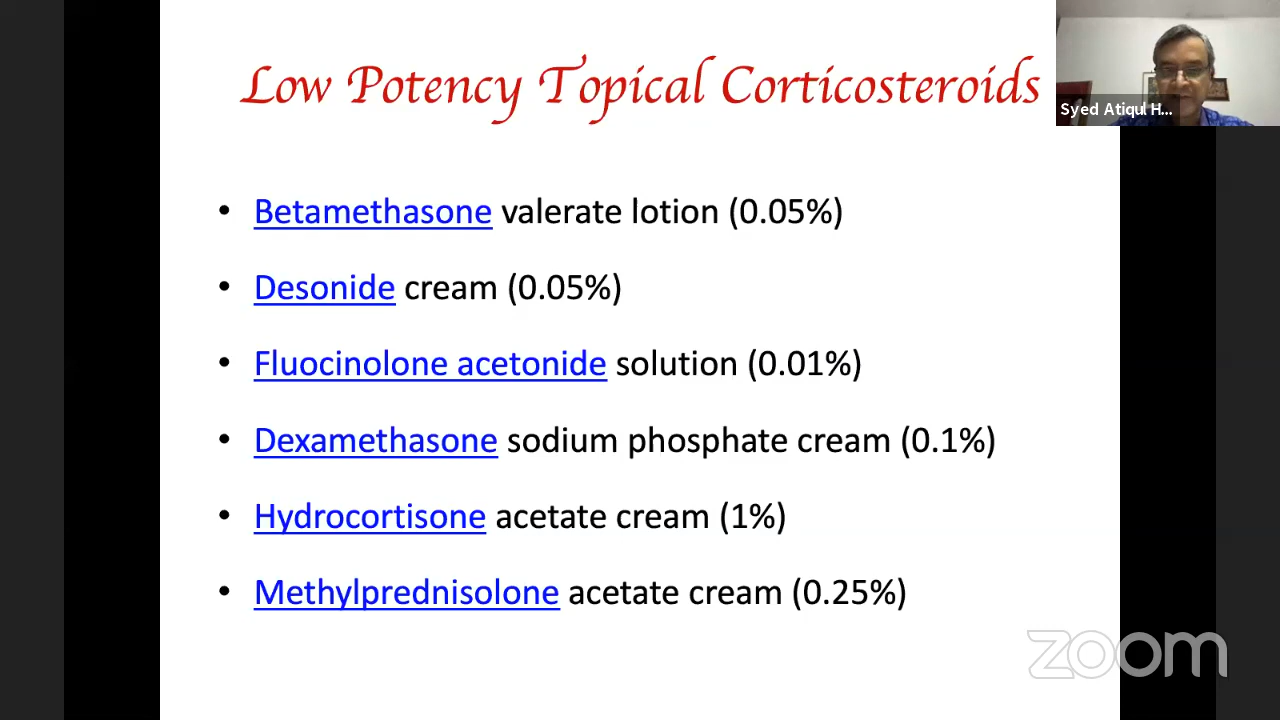 Low Potency Topical Corticosteroids
Syed Atiqul H...
• Betamethasone valerate lotion (0.05%)
• Desonide cream (0.05%)
• Fluocinolone acetonide solution (0.01%)
• Dexamethasone sodium phosphate cream (0.1%)
• Hydrocortisone acetate cream (1%)
• Methylprednisolone acetate cream (0.25%)
zoom